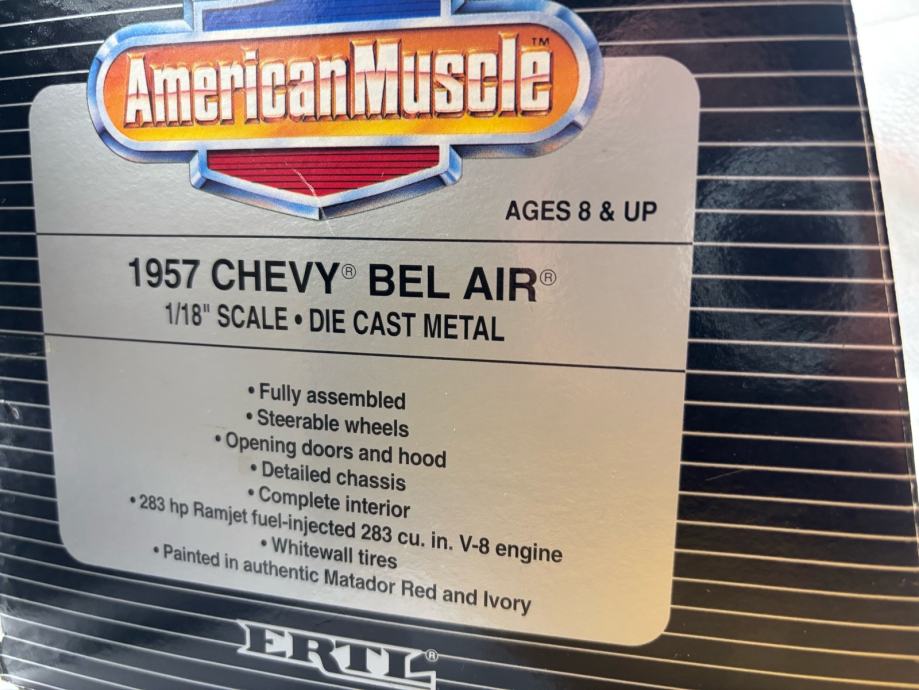 AmericanMuscle™
AGES 8 & UP
1957 CHEVY® BEL AIR®
1/18" SCALE • DIE CAST METAL
• Fully assembled
• Steerable wheels
• Opening doors and hood
• Detailed chassis
• Complete interior
• 283 hp Ramjet fuel-injected 283 cu. in. V-8 engine
• Whitewall tires
• Painted in authentic Matador Red and Ivory
ERTL®